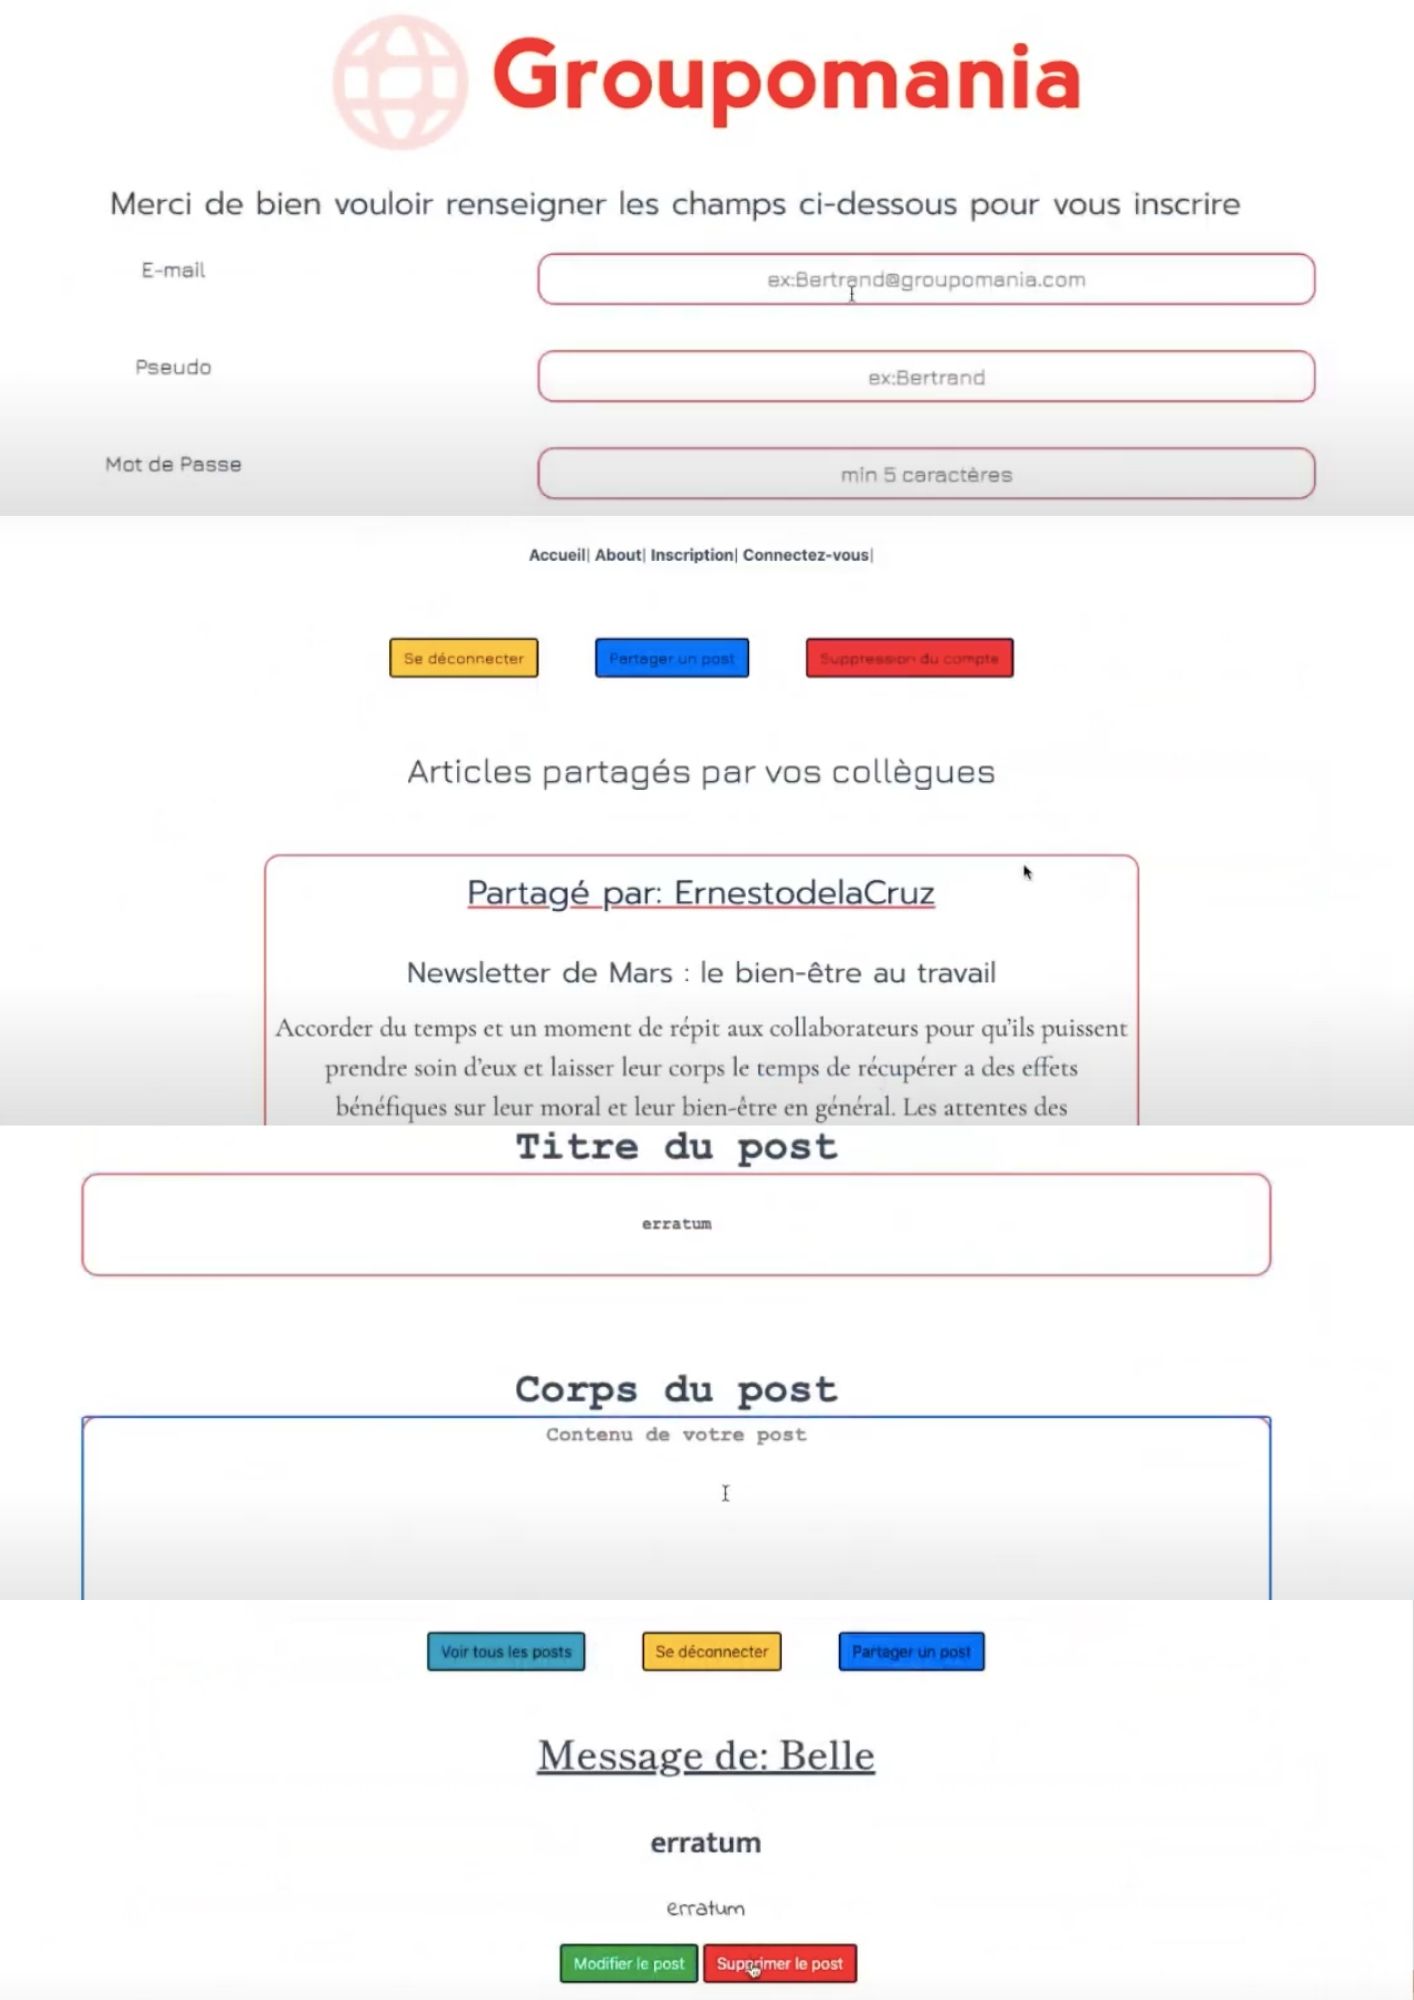 Groupomania
Merci de bien vouloir renseigner les champs ci-dessous pour vous inscrire
E-mail
ex:Bertrand@groupomania.com
Pseudo
ex:Bertrand
Mot de Passe
min 5 caractères
Accueil| About| Inscription| Connectez-vous|
Se déconnecter
Partager un post
Suppression du compte
Articles partagés par vos collègues
Partagé par: ErnestodelaCruz
Newsletter de Mars : le bien-être au travail
Accorder du temps et un moment de répit aux collaborateurs pour qu'ils puissent
prendre soin d'eux et laisser leur corps le temps de récupérer a des effets
bénéfiques sur leur moral et leur bien-être en général. Les attentes des
Titre du post
erratum
Corps du post
Contenu de votre post
Voir tous les posts
Se déconnecter
Partager un post
Message de: Belle
erratum
erratum
Modifier le post
Supprimer le post